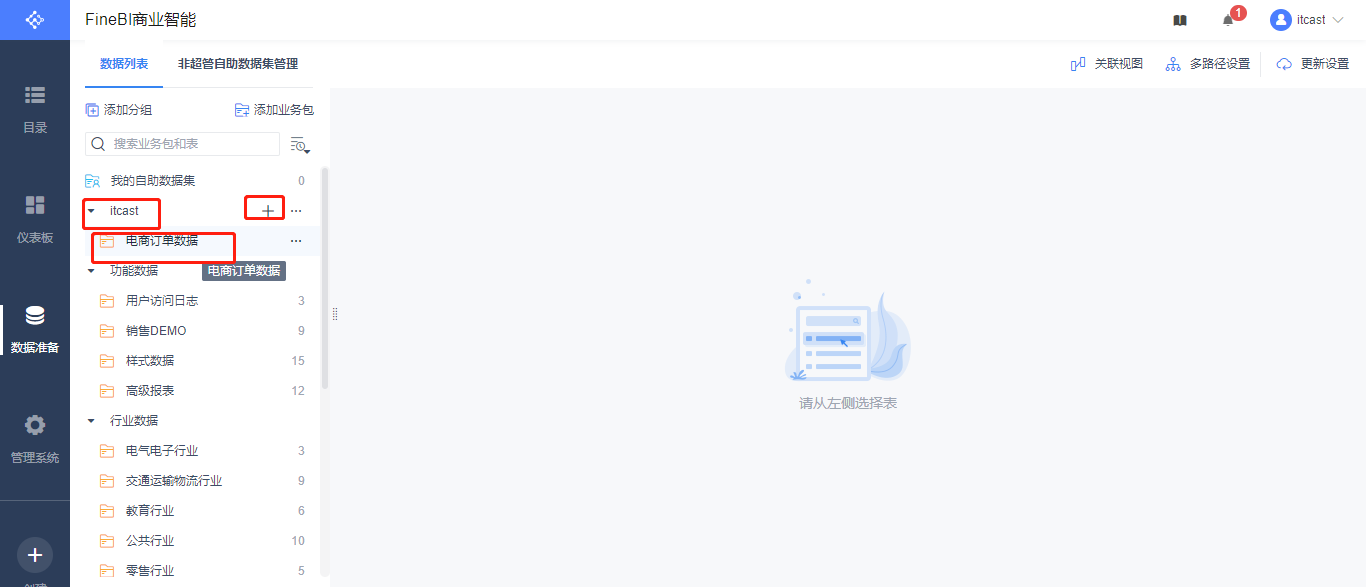 FineBI商业智能
1
itcast
目录
仪表板
数据准备
管理系统
数据列表
非超管自助数据集管理
关联视图
多路径设置
更新设置
添加分组
添加业务包
搜索业务包和表
我的自助数据集 0
itcast
电商订单数据
功能数据
电商订单数据
用户访问日志 3
销售DEMO 9
样式数据 15
高级报表 12
行业数据
电气电子行业 3
交通运输物流行业 9
教育行业 6
公共行业 10
零售行业 5
请从左侧选择表